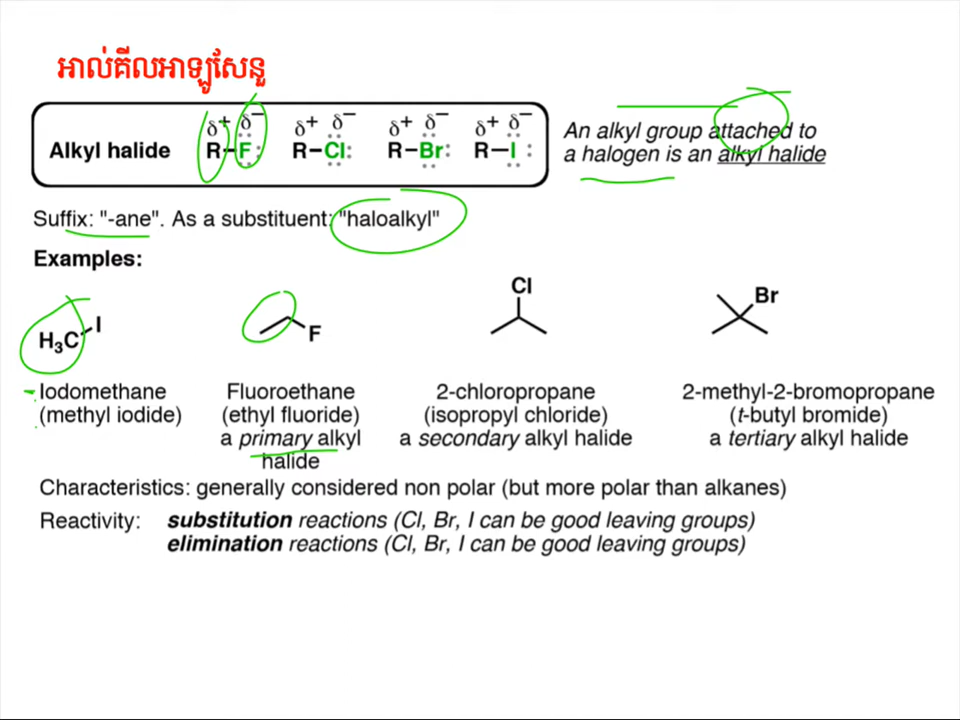 អាល់គីលអាឡូសែនួ
δ+ δ– δ+ δ– δ+ δ– δ+ δ–
Alkyl halide R–F R–Cl R–Br R–I
An alkyl group attached to
a halogen is an alkyl halide
Suffix: "-ane". As a substituent: "haloalkyl"
Examples:
H3C I
F
Cl
Br
Iodomethane
(methyl iodide)
Fluoroethane
(ethyl fluoride)
a primary alkyl
halide
2-chloropropane
(isopropyl chloride)
a secondary alkyl halide
2-methyl-2-bromopropane
(t-butyl bromide)
a tertiary alkyl halide
Characteristics: generally considered non polar (but more polar than alkanes)
Reactivity: substitution reactions (Cl, Br, I can be good leaving groups)
elimination reactions (Cl, Br, I can be good leaving groups)